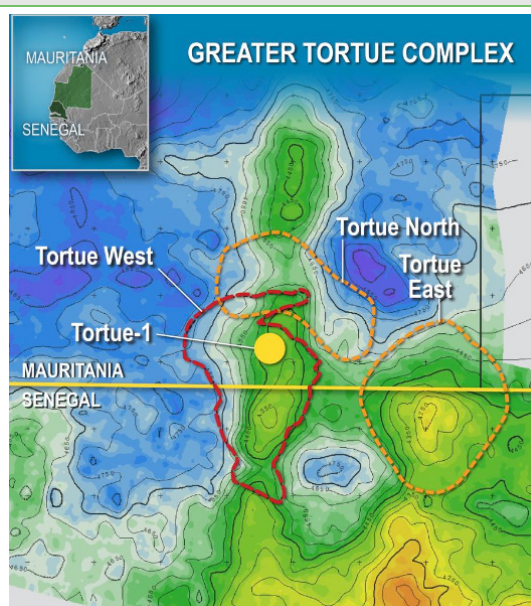 GREATER TORTUE COMPLEX
MAURITANIA
SENEGAL
Tortue North
Tortue
East
Tortue West
Tortue-1
MAURITANIA
SENEGAL